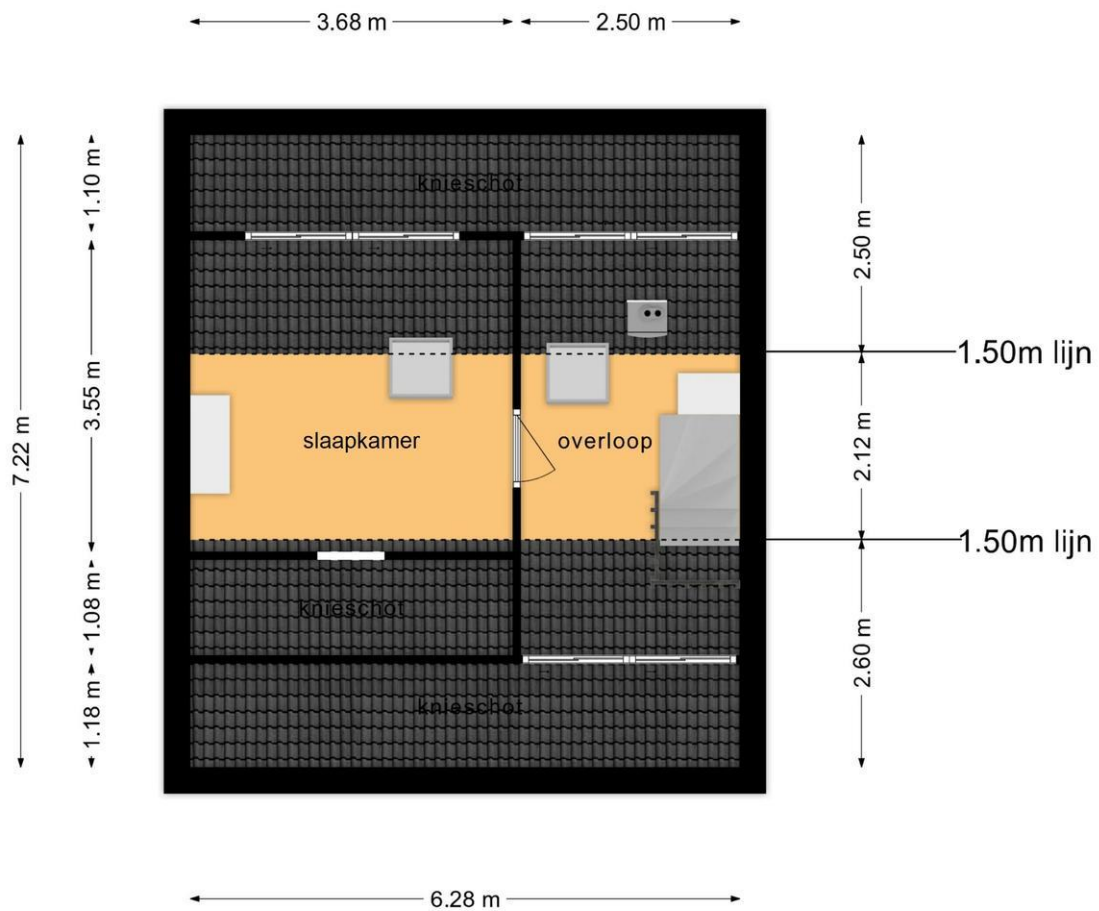 3.68 m
2.50 m
1.10 m
knieschot
2.50 m
1.50m lijn
3.55 m
7.22 m
slaapkamer
overloop
2.12 m
1.50m lijn
1.08 m
knieschot
2.60 m
1.18 m
knieschot
6.28 m